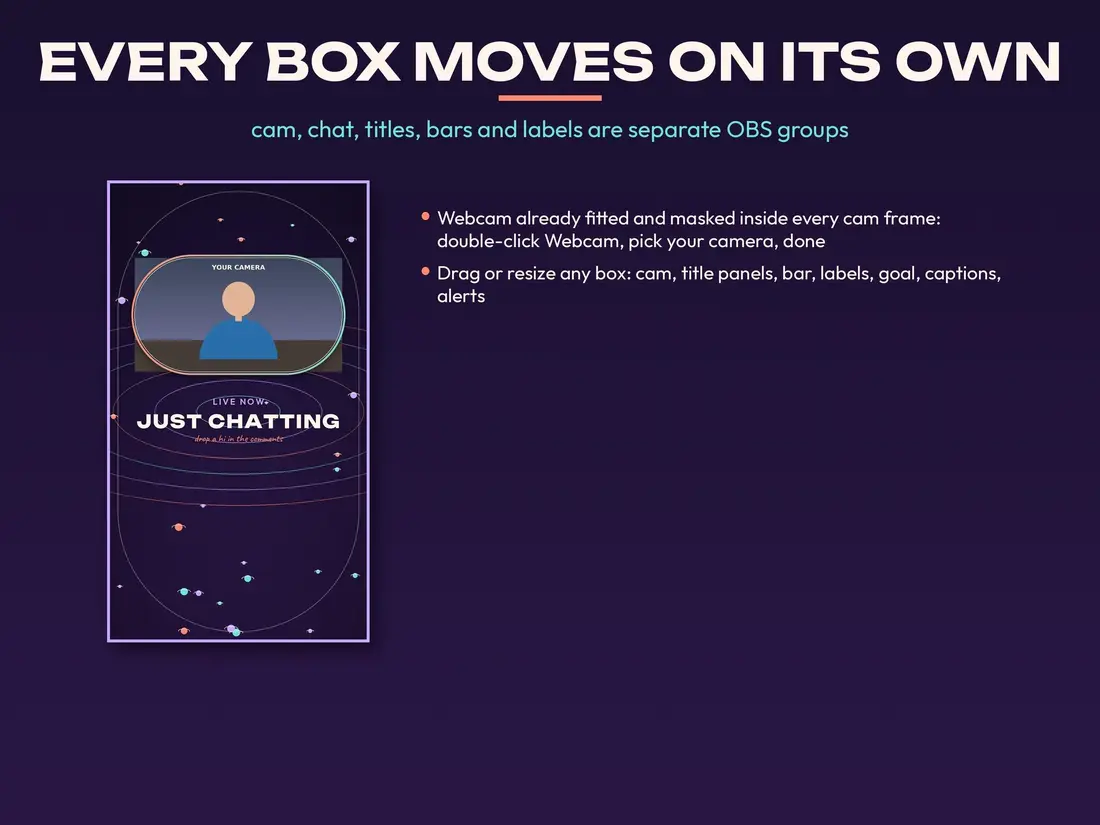 EVERY BOX MOVES ON ITS OWN
cam, chat, titles, bars and labels are separate OBS groups
YOUR CAMERA
LIVE NOW
JUST CHATTING
drop a hi in the comments
Webcam already fitted and masked inside every cam frame:
double-click Webcam, pick your camera, done
Drag or resize any box: cam, title panels, bar, labels, goal, captions,
alerts